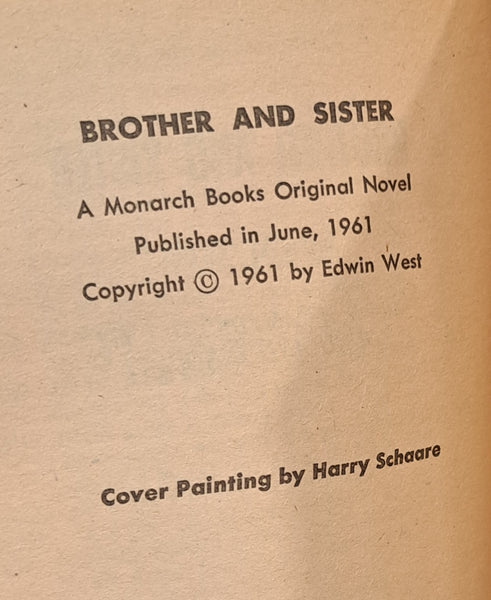 BROTHER AND SISTER
A Monarch Books Original Novel
Published in June, 1961
Copyright © 1961 by Edwin West
Cover Painting by Harry Schaare